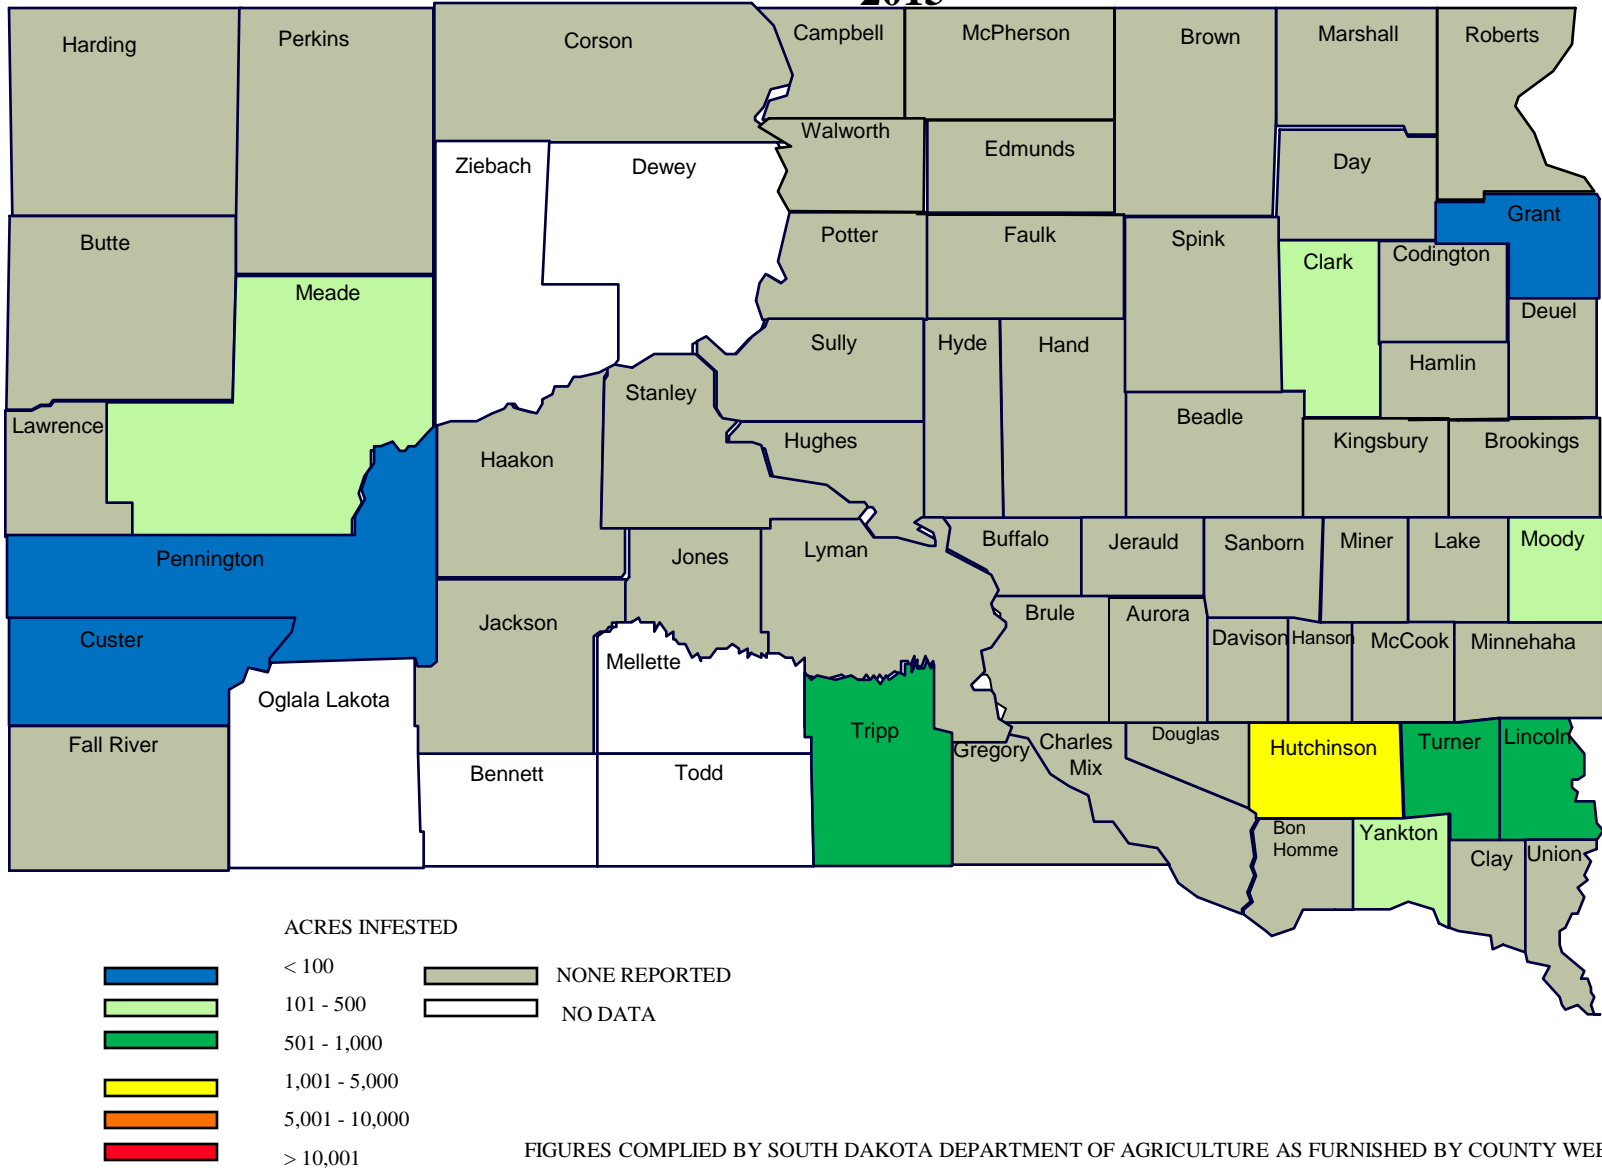 2015
Harding
Perkins
Corson
Campbell
McPherson
Brown
Marshall
Roberts
Walworth
Edmunds
Day
Ziebach
Dewey
Grant
Butte
Potter
Faulk
Spink
Clark
Codington
Meade
Deuel
Sully
Hyde
Hand
Hamlin
Stanley
Lawrence
Beadle
Hughes
Kingsbury
Brookings
Haakon
Pennington
Jones
Lyman
Buffalo
Jerauld
Sanborn
Miner
Lake
Moody
Custer
Jackson
Brule
Aurora
Davison
Hanson
McCook
Minnehaha
Mellette
Oglala Lakota
Tripp
Fall River
Gregory
Charles
Mix
Douglas
Hutchinson
Turner
Lincoln
Bennett
Todd
Bon
Homme
Yankton
Clay
Union
ACRES INFESTED
< 100
NONE REPORTED
101 - 500
NO DATA
501 - 1,000
1,001 - 5,000
5,001 - 10,000
> 10,001
FIGURES COMPLIED BY SOUTH DAKOTA DEPARTMENT OF AGRICULTURE AS FURNISHED BY COUNTY WEE